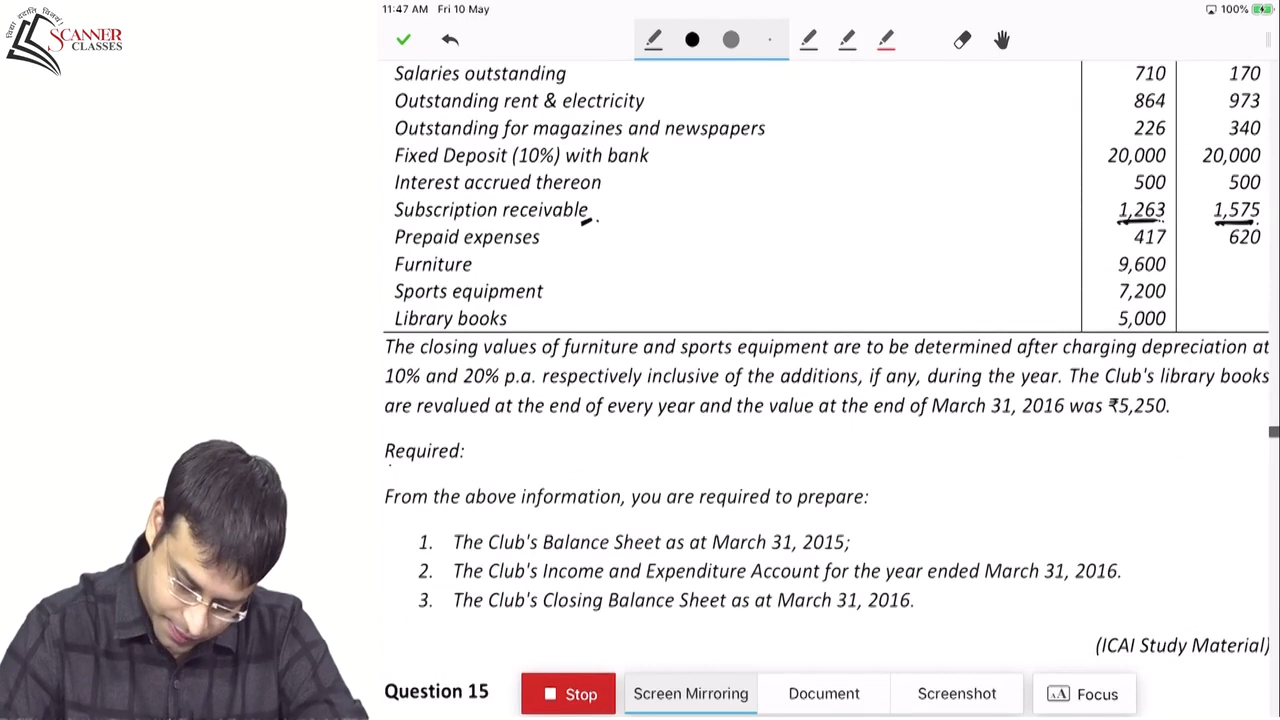 11:47 AM Fri 10 May
100%
विद्या ददाति विनयं।
SCANNER
CLASSES
Salaries outstanding 710 170
Outstanding rent & electricity 864 973
Outstanding for magazines and newspapers 226 340
Fixed Deposit (10%) with bank 20,000 20,000
Interest accrued thereon 500 500
Subscription receivable 1,263 1,575
Prepaid expenses 417 620
Furniture 9,600
Sports equipment 7,200
Library books 5,000
The closing values of furniture and sports equipment are to be determined after charging depreciation at
10% and 20% p.a. respectively inclusive of the additions, if any, during the year. The Club's library books
are revalued at the end of every year and the value at the end of March 31, 2016 was ₹5,250.
Required:
From the above information, you are required to prepare:
1. The Club's Balance Sheet as at March 31, 2015;
2. The Club's Income and Expenditure Account for the year ended March 31, 2016.
3. The Club's Closing Balance Sheet as at March 31, 2016.
(ICAI Study Material)
Question 15
Stop
Screen Mirroring
Document
Screenshot
AA Focus